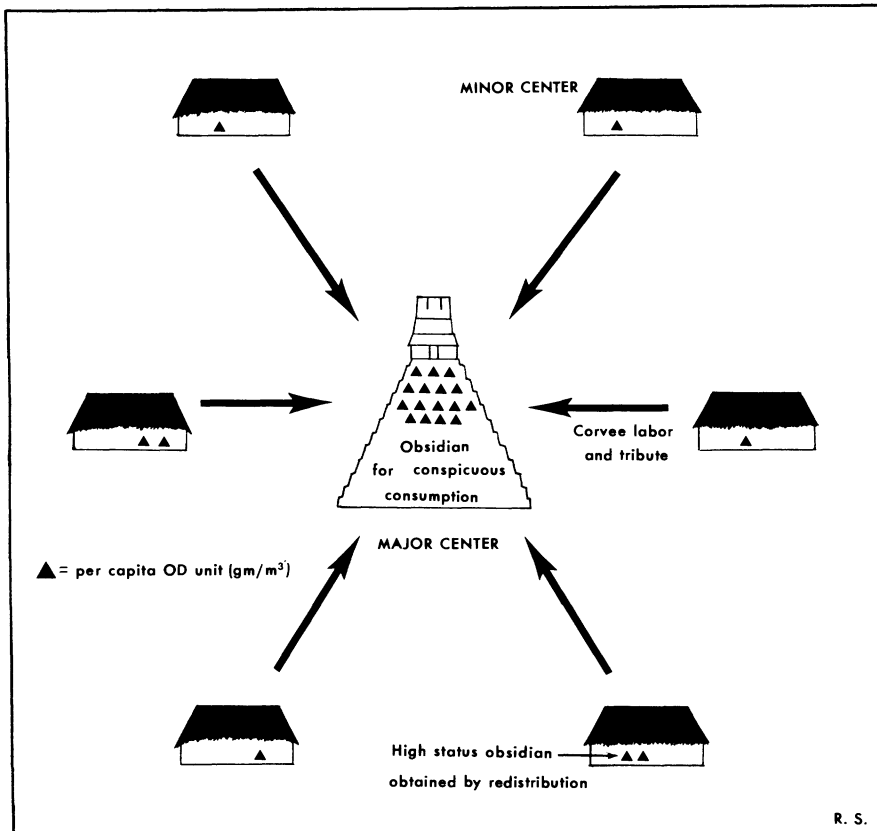 MINOR CENTER
Corvee labor
and tribute
Obsidian
for conspicuous
consumption
MAJOR CENTER
▲= per capita OD unit (gm/m³)
High status obsidian
obtained by redistribution
R. S.